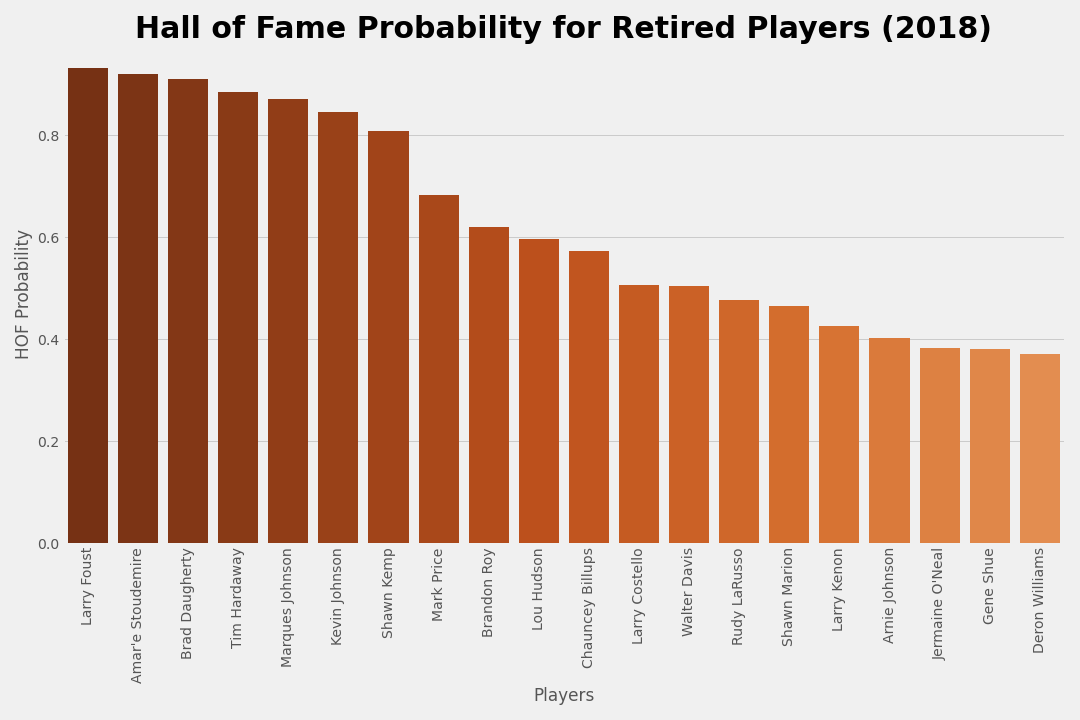 Hall of Fame Probability for Retired Players (2018)
HOF Probability
0.8
0.6
0.4
0.2
0.0
Larry Foust
Amar'e Stoudemire
Brad Daugherty
Tim Hardaway
Marques Johnson
Kevin Johnson
Shawn Kemp
Mark Price
Brandon Roy
Lou Hudson
Chauncey Billups
Larry Costello
Walter Davis
Rudy LaRusso
Shawn Marion
Larry Kenon
Arnie Johnson
Jermaine O'Neal
Gene Shue
Deron Williams
Players